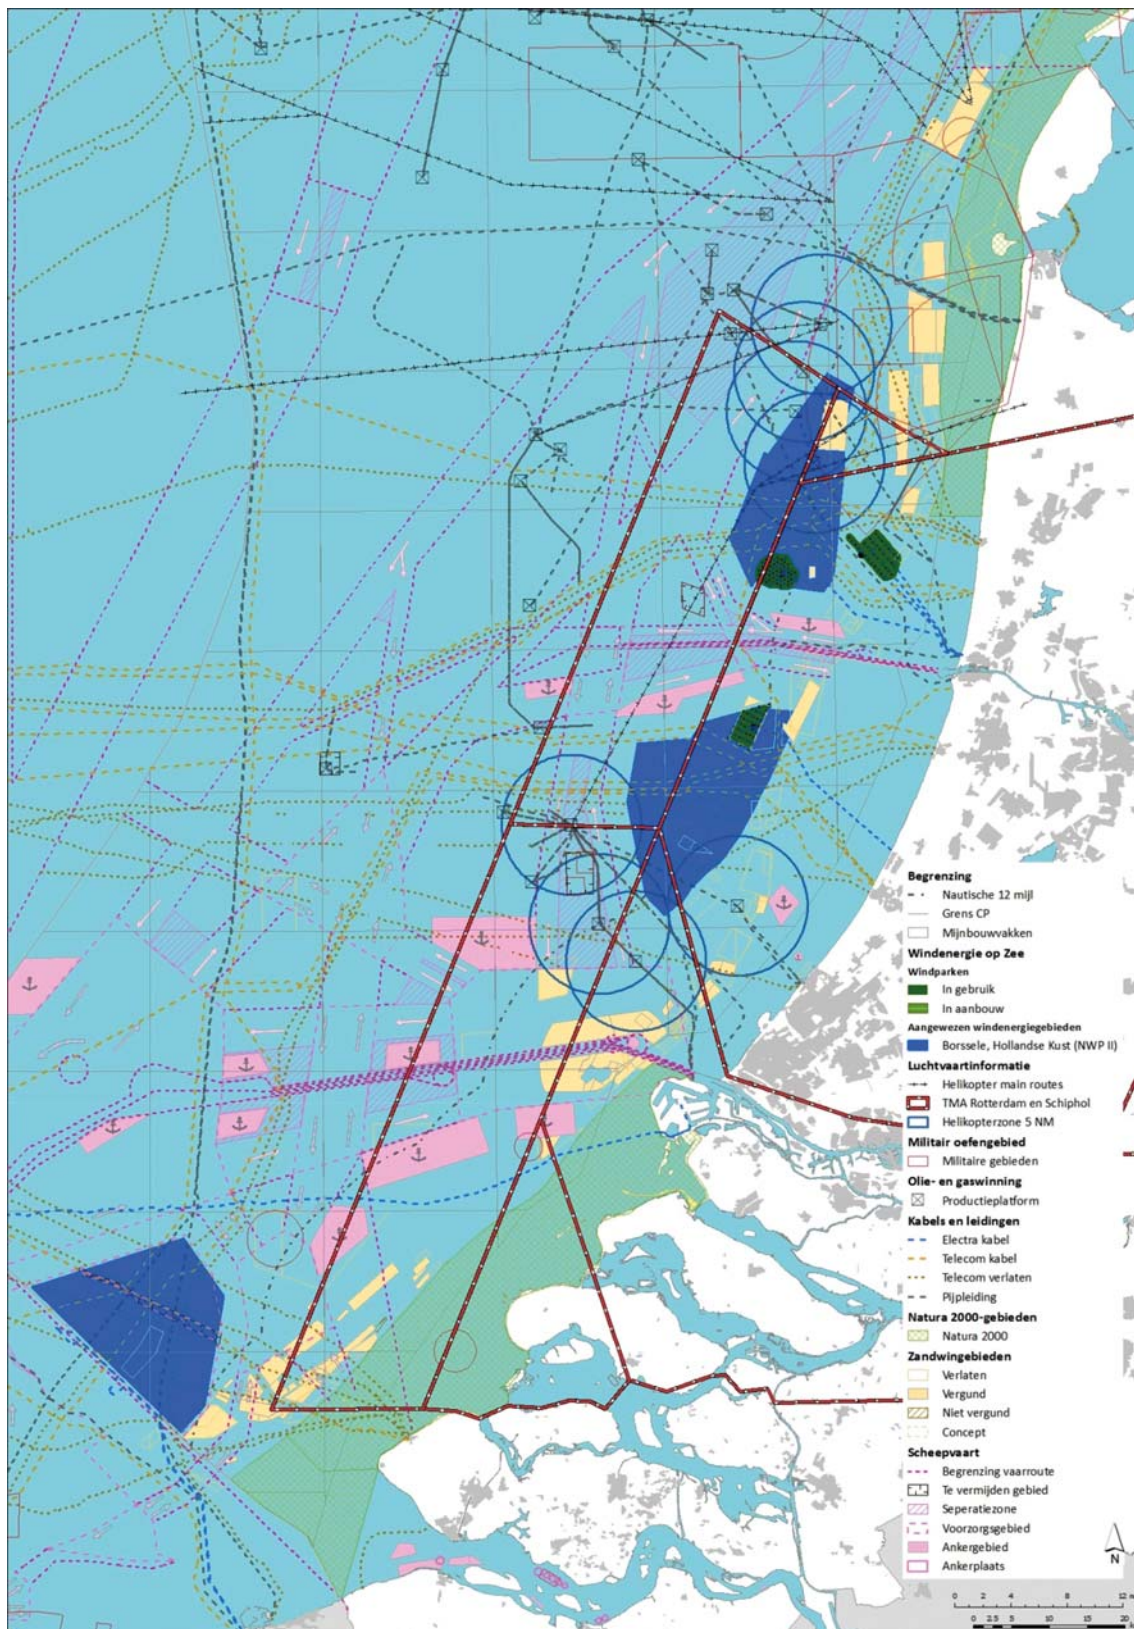 Begrenzing
Nautische 12 mijl
Grens CP
Mijnbouwvakken
Windenergie op Zee
Windparken
In gebruik
In aanbouw
Aangewezen windenergiegebieden
Borssele, Hollandse Kust (NWP II)
Luchtvaartinformatie
Helikopter main routes
TMA Rotterdam en Schiphol
Helikopterzone 5 NM
Militair oefengebied
Militaire gebieden
Olie- en gaswinning
Productieplatform
Kabels en leidingen
Electra kabel
Telecom kabel
Telecom verlaten
Pijpleiding
Natura 2000-gebieden
Natura 2000
Zandwingebieden
Verlaten
Vergund
Niet vergund
Concept
Scheepvaart
Begrenzing vaarroute
Te vermijden gebied
Seperatiezone
Voorzorgsgebied
Ankergebied
Ankerplaats
N
0 2 4 8 12
0 2.5 5 10 15 20